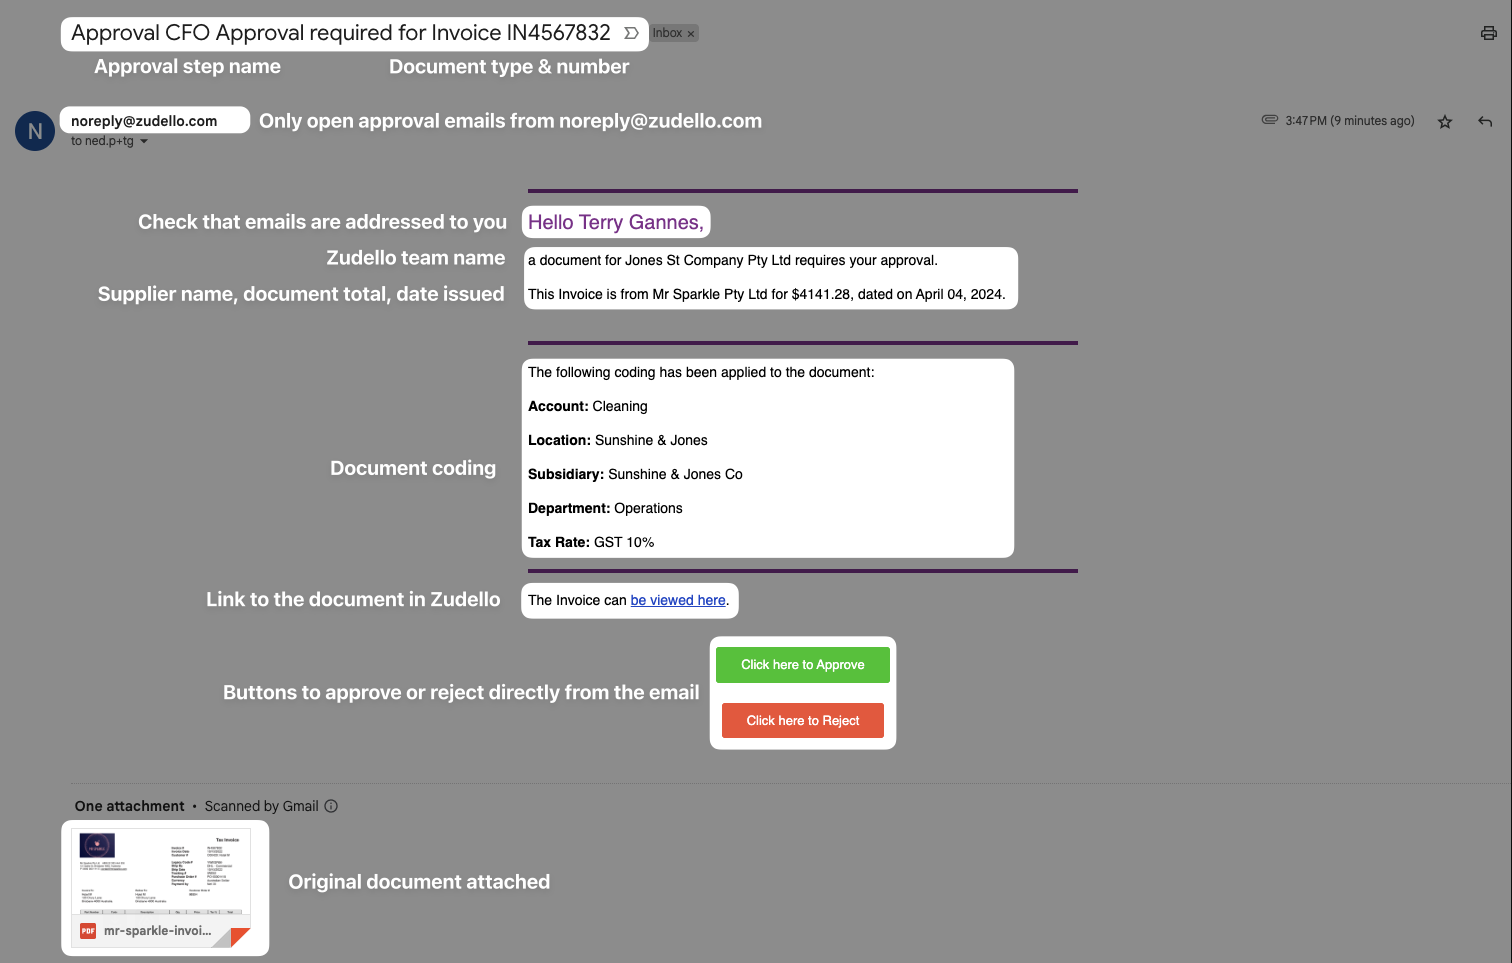 Approval CFO Approval required for Invoice IN4567832
Inbox ×
Approval step name
Document type & number
N
noreply@zudello.com
Only open approval emails from noreply@zudello.com
3:47 PM (9 minutes ago)
to ned.p+tg
Check that emails are addressed to you
Hello Terry Gannes,
Zudello team name
a document for Jones St Company Pty Ltd requires your approval.
Supplier name, document total, date issued
This Invoice is from Mr Sparkle Pty Ltd for $4141.28, dated on April 04, 2024.
The following coding has been applied to the document:
Account: Cleaning
Location: Sunshine & Jones
Document coding
Subsidiary: Sunshine & Jones Co
Department: Operations
Tax Rate: GST 10%
Link to the document in Zudello
The Invoice can be viewed here.
Click here to Approve
Buttons to approve or reject directly from the email
Click here to Reject
One attachment • Scanned by Gmail
Tax Invoice
Original document attached
PDF
mr-sparkle-invoi...